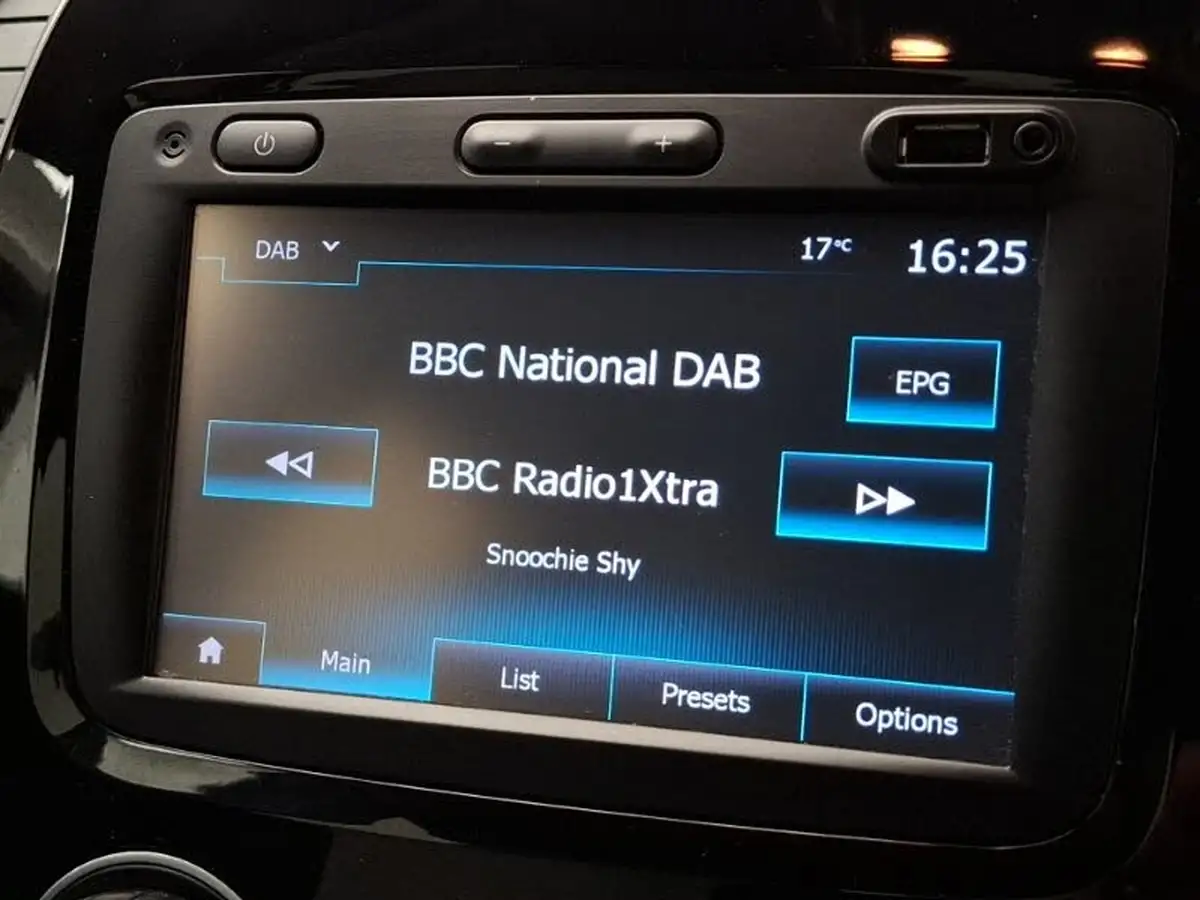 DAB
17°C
16:25
BBC National DAB
EPG
BBC Radio1Xtra
Snoochie Shy
Main
List
Presets
Options